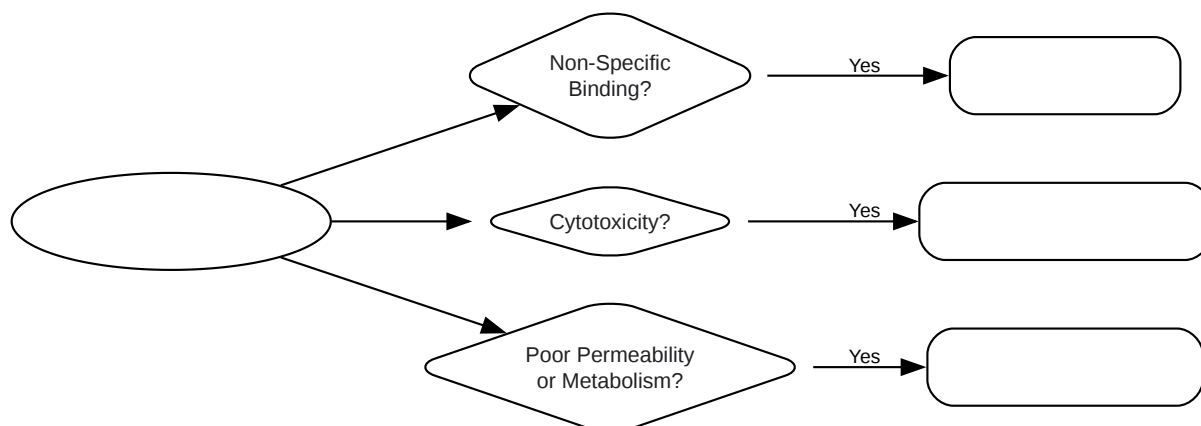 Non-Specific
Binding?
Yes
Cytotoxicity?
Yes
Poor Permeability
or Metabolism?
Yes